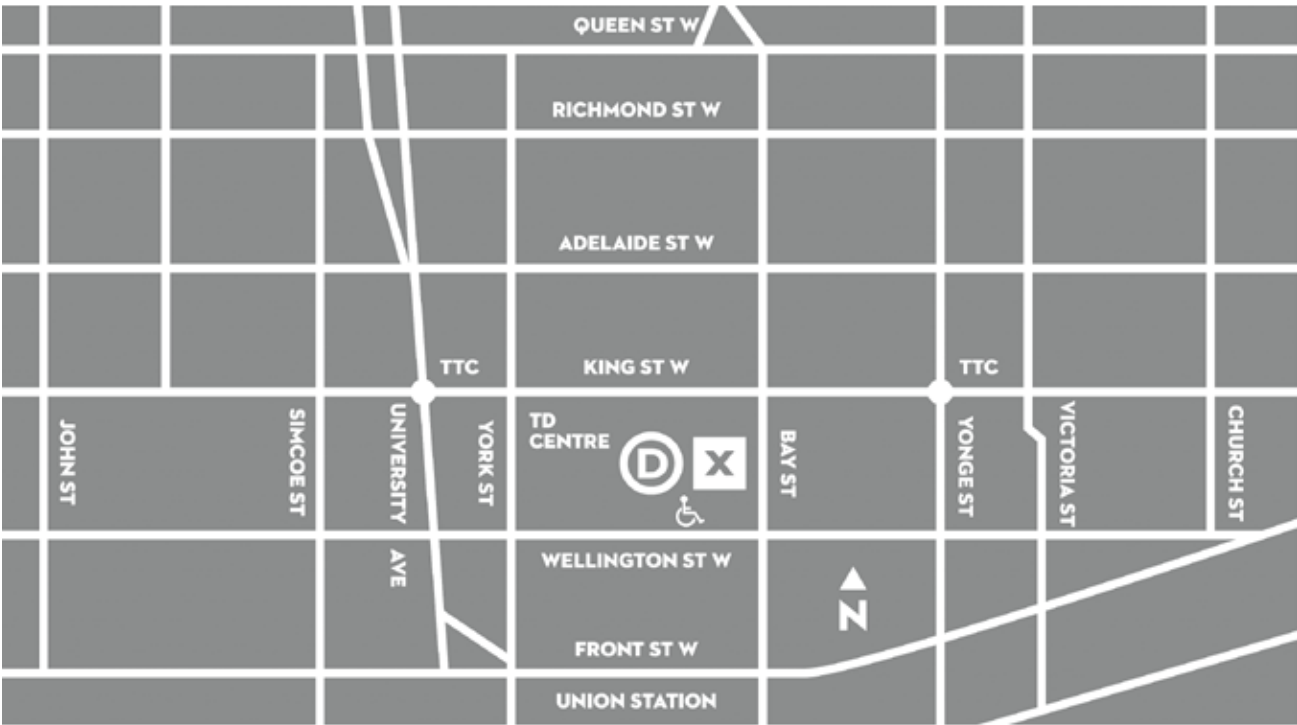 QUEEN ST W
RICHMOND ST W
ADELAIDE ST W
TTC
KING ST W
TTC
JOHN ST
SIMCOE ST
UNIVERSITY AVE
YORK ST
TD
CENTRE
D
X
BAY ST
YONGE ST
VICTORIA ST
CHURCH ST
WELLINGTON ST W
N
FRONT ST W
UNION STATION